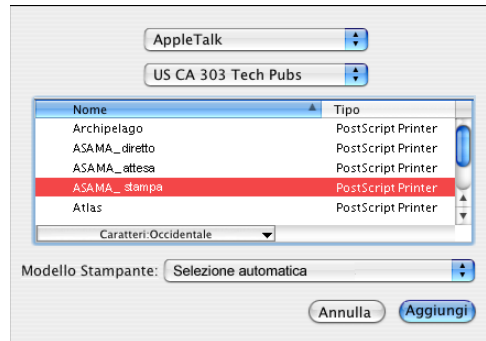 AppleTalk
US CA 303 Tech Pubs
Nome Tipo
Archipelago PostScript Printer
ASAMA_diretto PostScript Printer
ASAMA_attesa PostScript Printer
ASAMA_ stampa PostScript Printer
Atlas PostScript Printer
Caratteri:Occidentale
Modello Stampante: Selezione automatica
Annulla Aggiungi